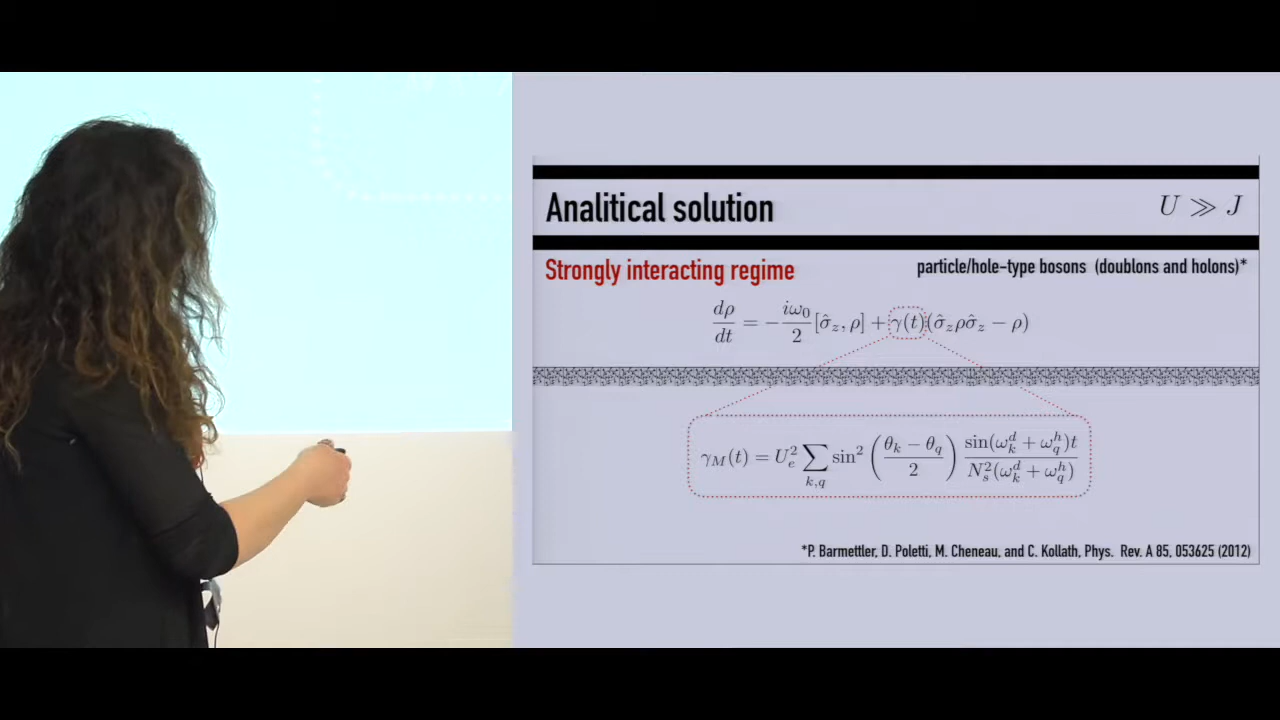 Analitical solution
U ≫ J
Strongly interacting regime
particle/hole-type bosons (doublons and holons)*
dρ/dt = −(iω₀/2)[σ̂_z, ρ] + γ(t)(σ̂_z ρ σ̂_z − ρ)
γ_M(t) = U_e² ∑_{k,q} sin²((θ_k − θ_q)/2) sin(ω_k^d + ω_q^h)t / N_s²(ω_k^d + ω_q^h)
*P. Barmettler, D. Poletti, M. Cheneau, and C. Kollath, Phys. Rev. A 85, 053625 (2012)